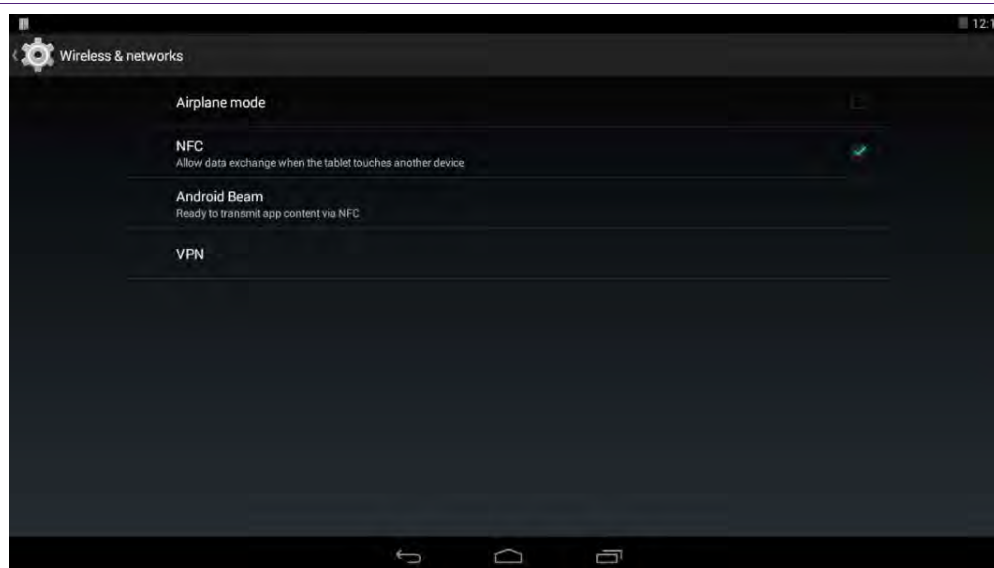 Wireless & networks
Airplane mode
NFC
Allow data exchange when the tablet touches another device
Android Beam
Ready to transmit app content via NFC
VPN